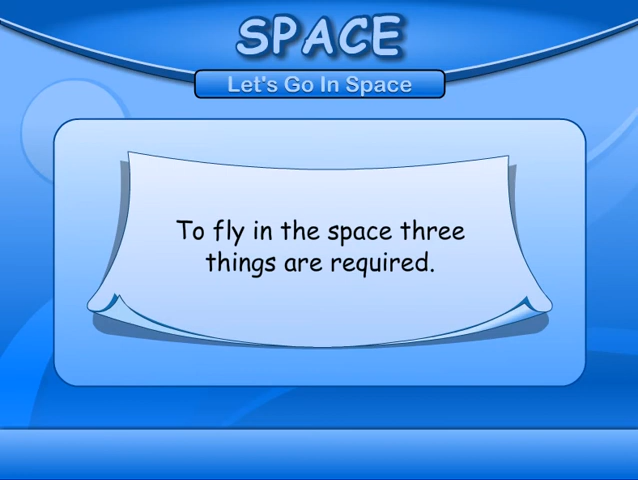 SPACE
Let's Go In Space
To fly in the space three
things are required.